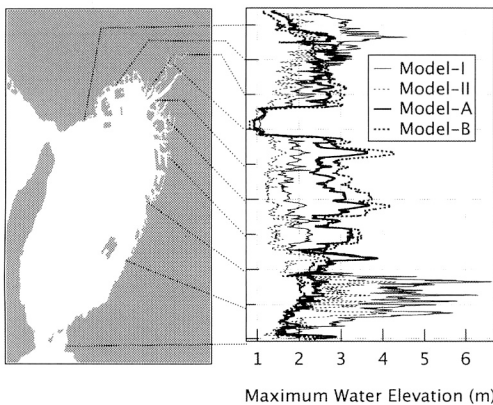 Model-I
Model-II
Model-A
Model-B
1 2 3 4 5 6
Maximum Water Elevation (m)